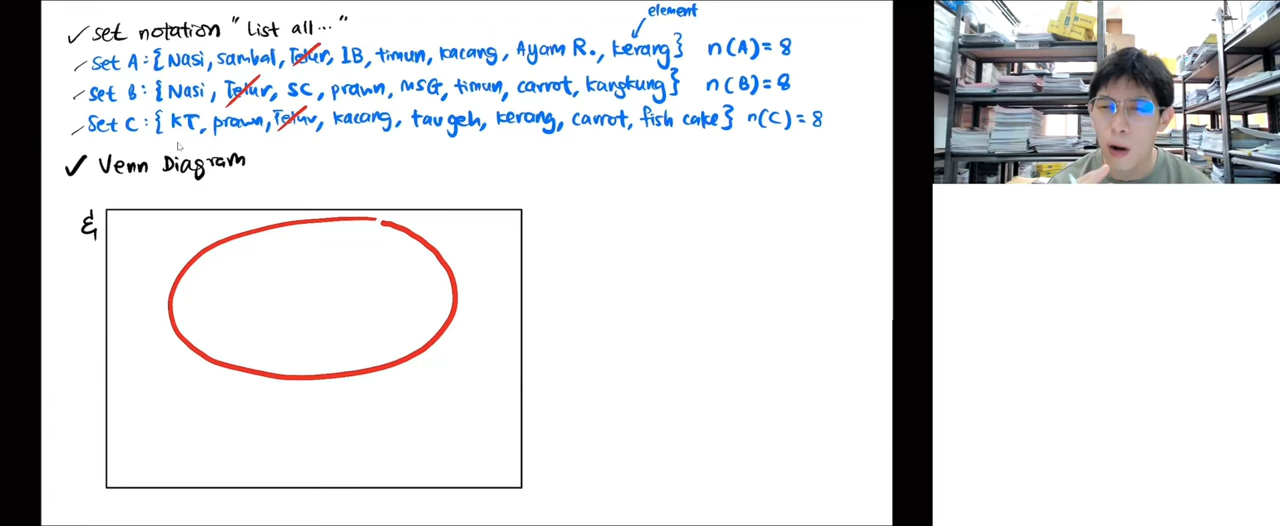 ✓ set notation "List all..."
element
✓ set A : {Nasi, sambal, Telur, IB, timun, kacang, Ayam R., kerang} n(A) = 8
✓ set B : {Nasi, Telur, SC, prawn, MSG, timun, carrot, kangkung} n(B) = 8
✓ set C : {KT, prawn, Telur, kacang, taugeh, kerang, carrot, fish cake} n(C) = 8
✓ Venn Diagram
ξ